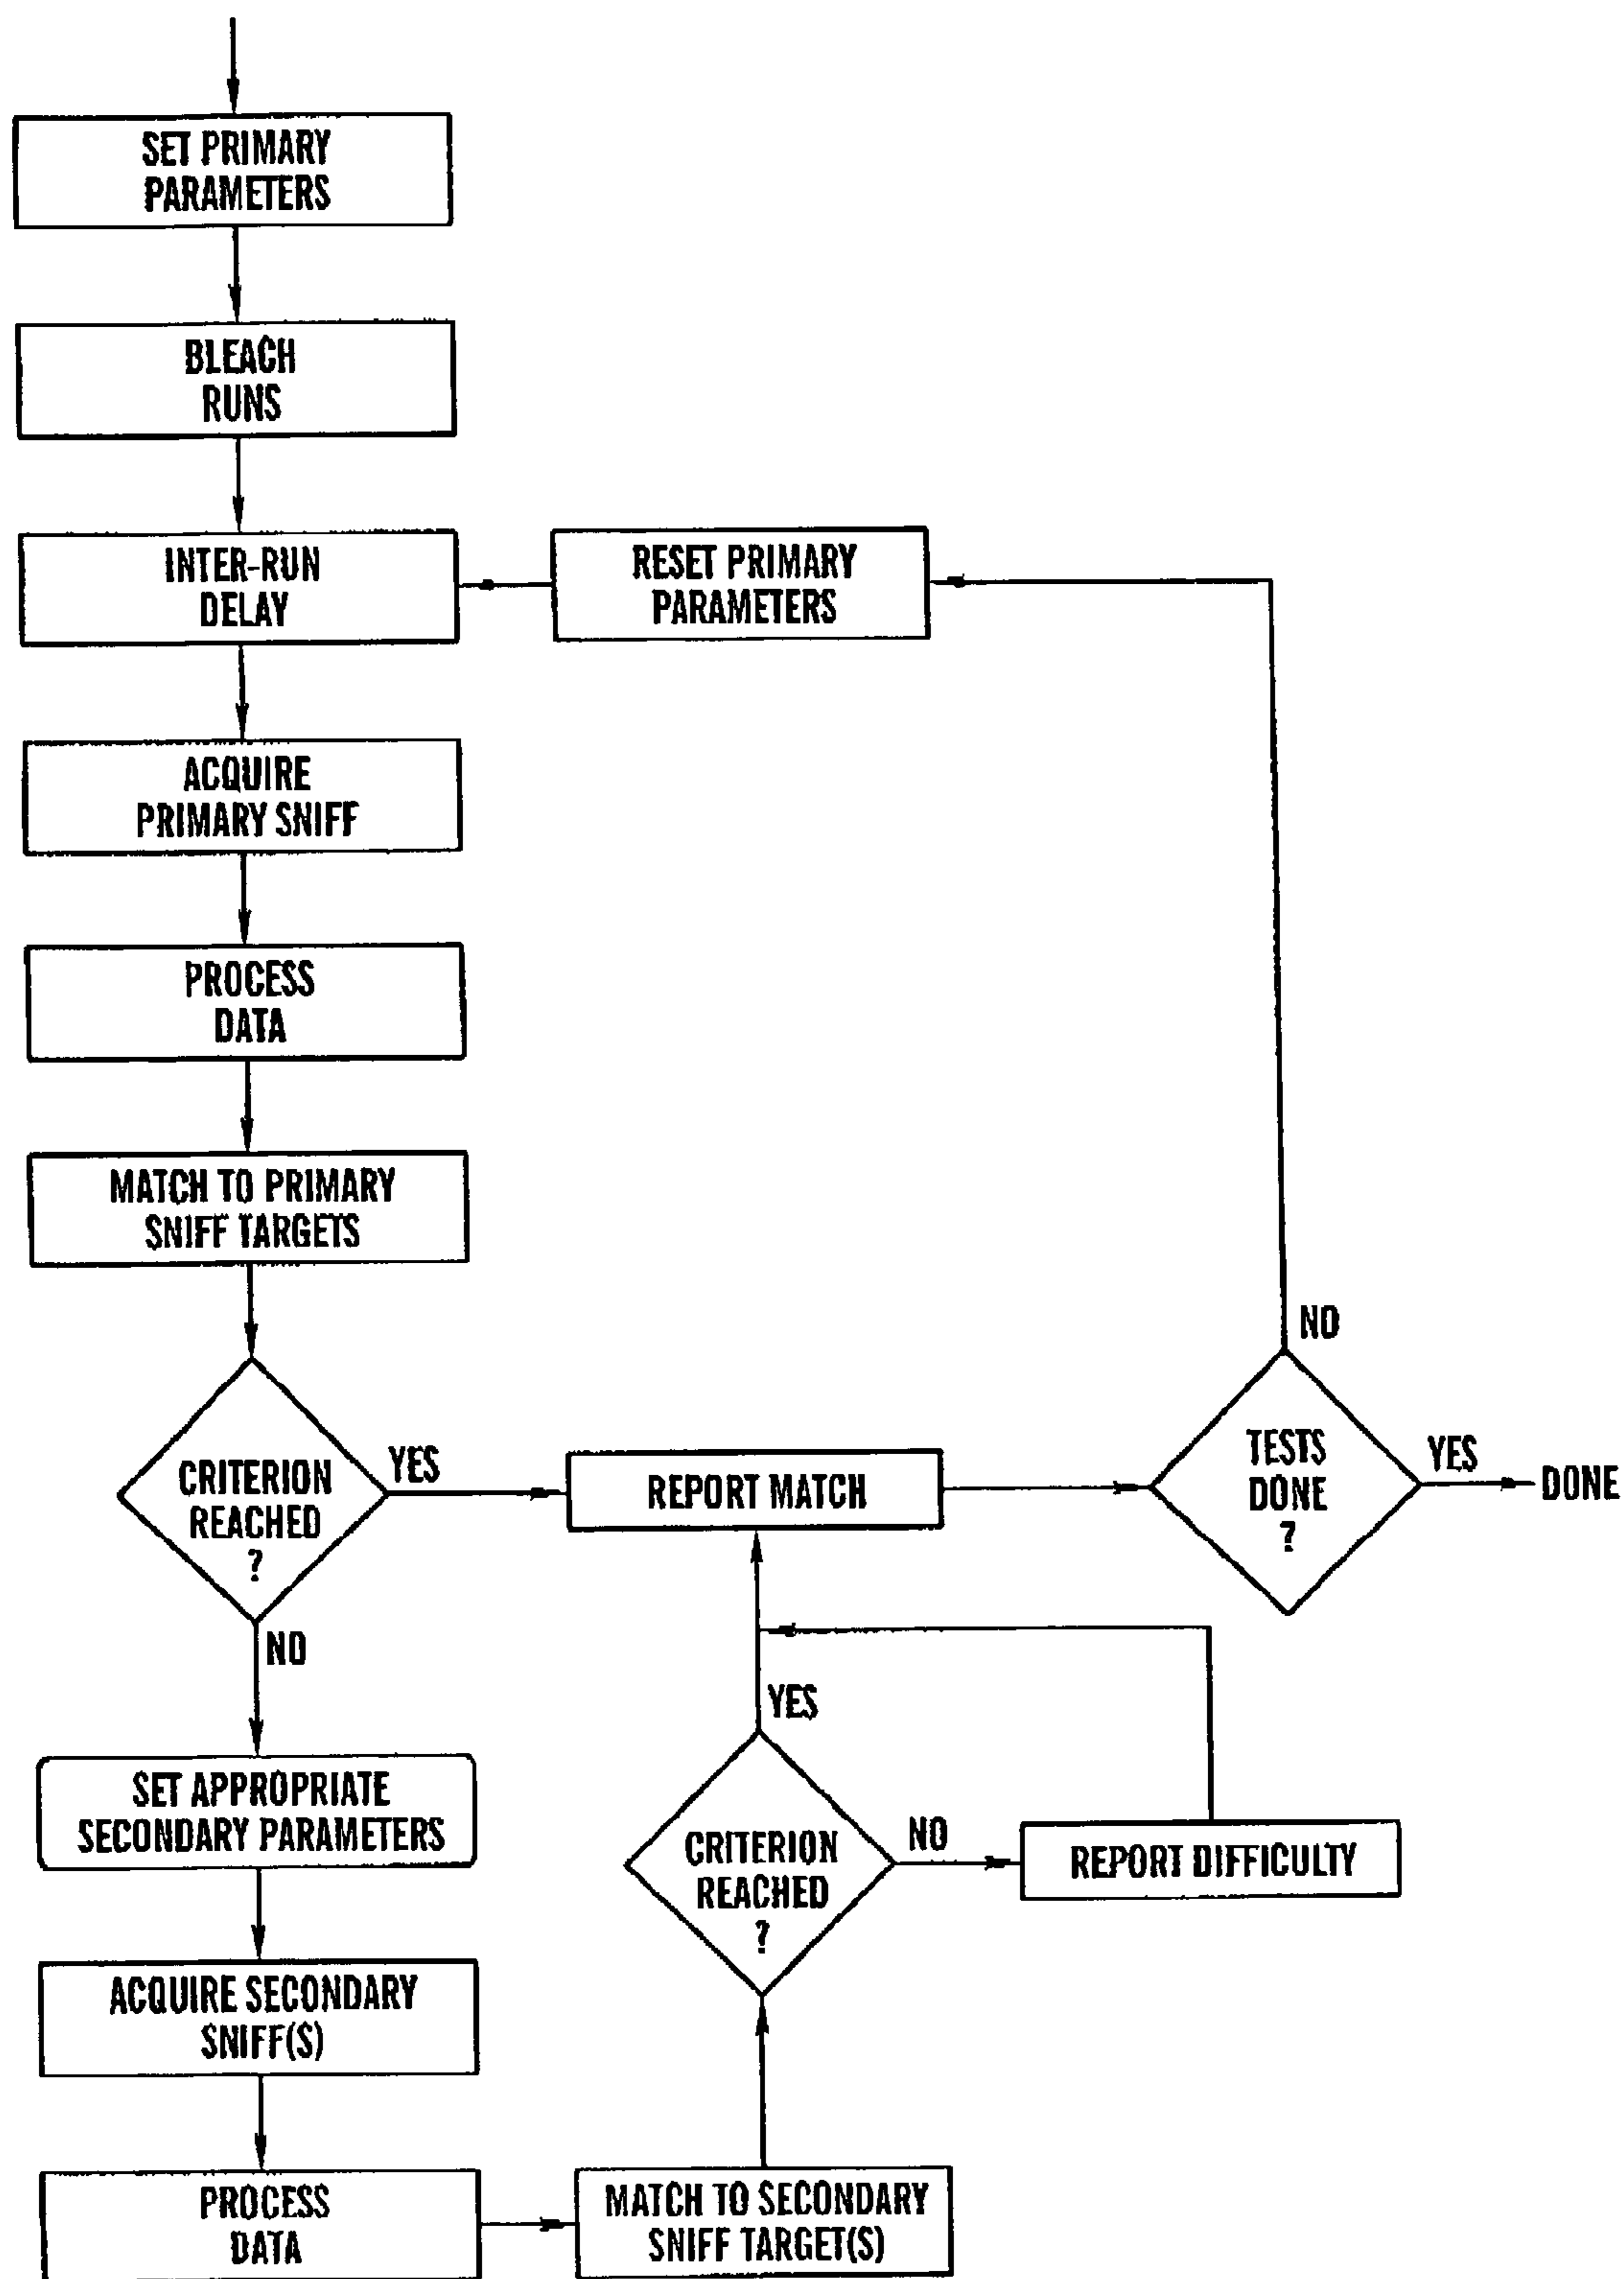 SET PRIMARY
PARAMETERS
BLEACH
RUNS
INTER-RUN
DELAY
RESET PRIMARY
PARAMETERS
ACQUIRE
PRIMARY SNIFF
PROCESS
DATA
MATCH TO PRIMARY
SNIFF TARGETS
CRITERION
REACHED
?
YES
NO
REPORT MATCH
TESTS
DONE
?
NO
YES
DONE
SET APPROPRIATE
SECONDARY PARAMETERS
ACQUIRE SECONDARY
SNIFF(S)
PROCESS
DATA
MATCH TO SECONDARY
SNIFF TARGET(S)
CRITERION
REACHED
?
YES
NO
REPORT DIFFICULTY